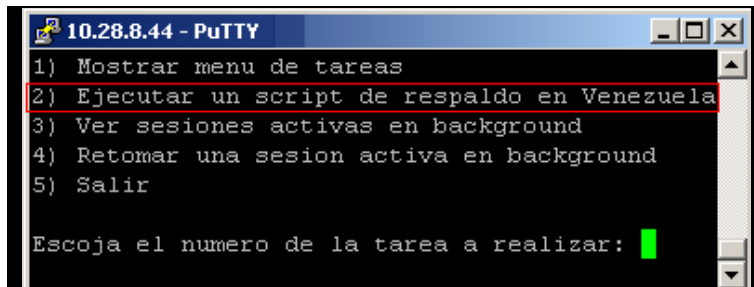 10.28.8.44 - PuTTY
1) Mostrar menu de tareas
2) Ejecutar un script de respaldo en Venezuela
3) Ver sesiones activas en background
4) Retomar una sesion activa en background
5) Salir
Escoja el numero de la tarea a realizar: